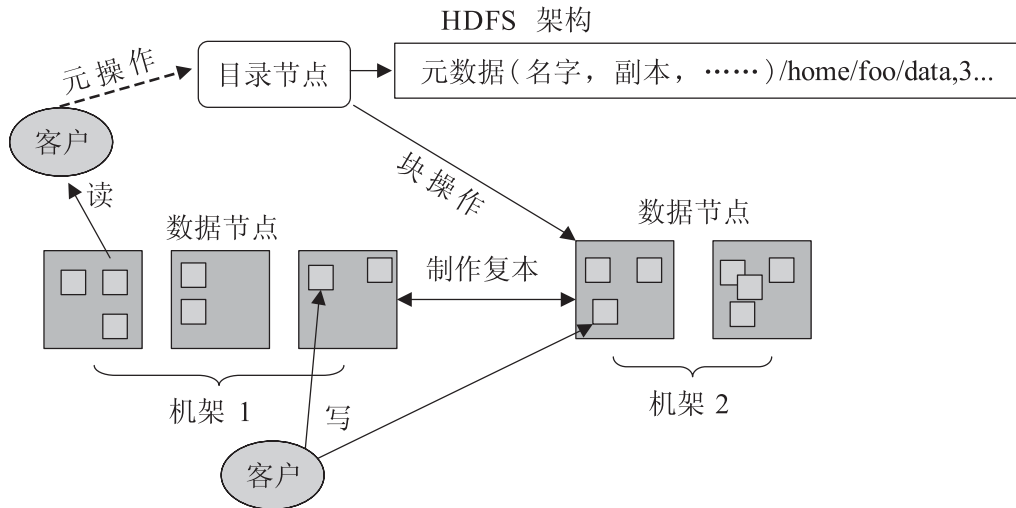 HDFS 架构
元操作
目录节点
元数据(名字，副本，……)/home/foo/data,3...
客户
块操作
读
数据节点
数据节点
制作复本
机架 1
写
机架 2
客户